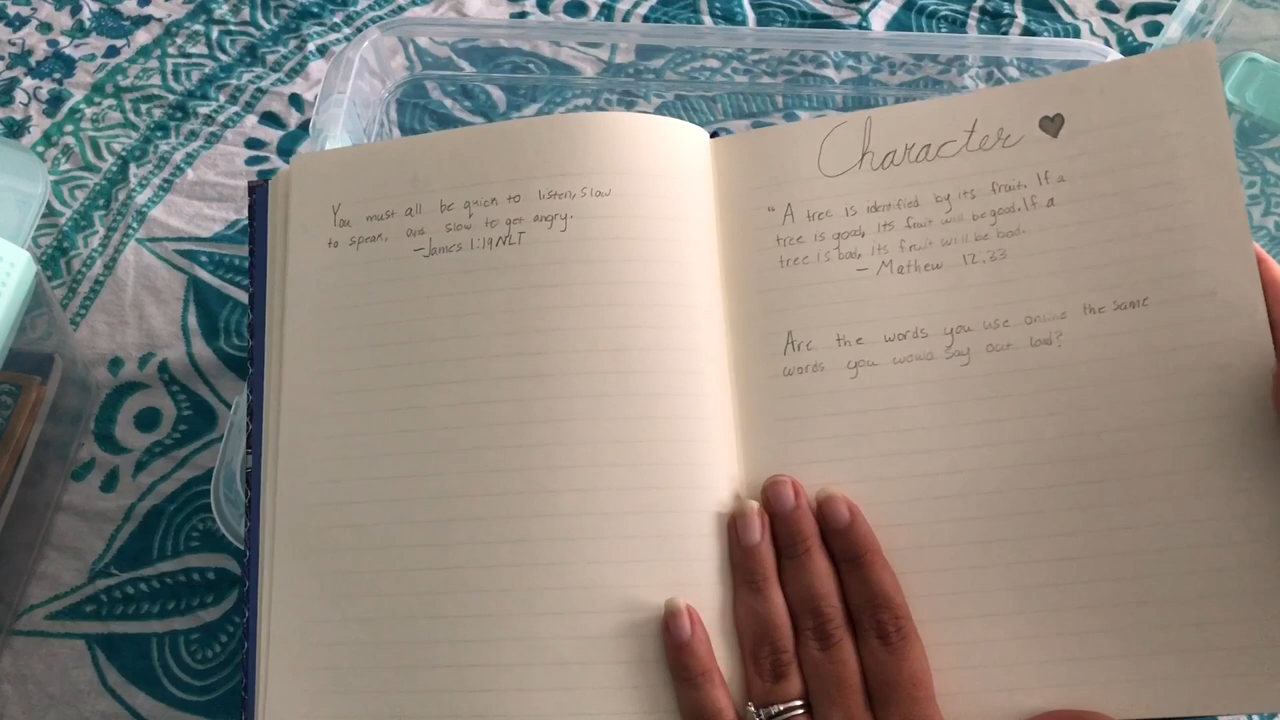 You must all be quick to listen, slow
to speak, and slow to get angry.
-James 1:19 NLT
Character
"A tree is identified by its fruit. If a
tree is good, its fruit will be good. If a
tree is bad, its fruit will be bad.
- Mathew 12.33
Are the words you use online the same
words you would say out loud?